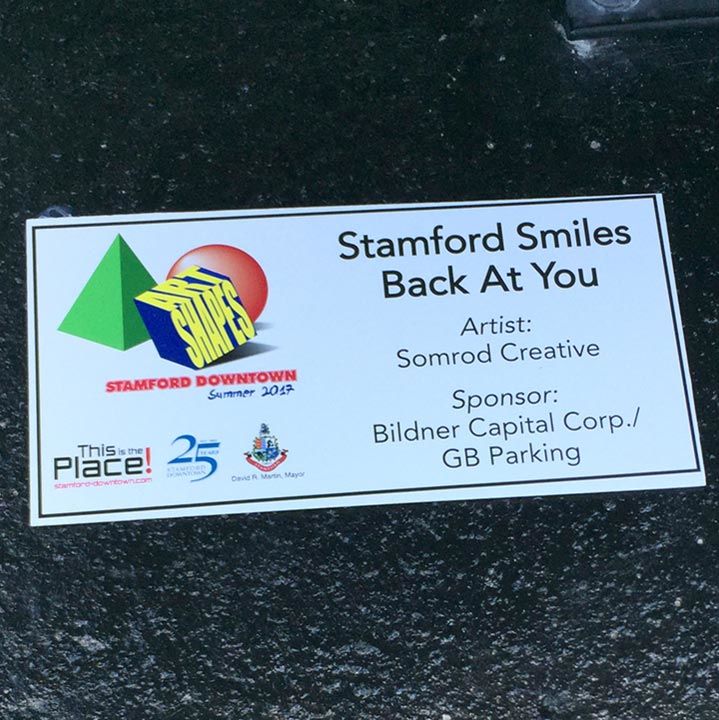 ART
SHAPES
STAMFORD DOWNTOWN
Summer 2017
This is the
Place!
stamford-downtown.com
25 YEARS
STAMFORD
DOWNTOWN
David R. Martin, Mayor
Stamford Smiles
Back At You
Artist:
Somrod Creative
Sponsor:
Bildner Capital Corp./
GB Parking